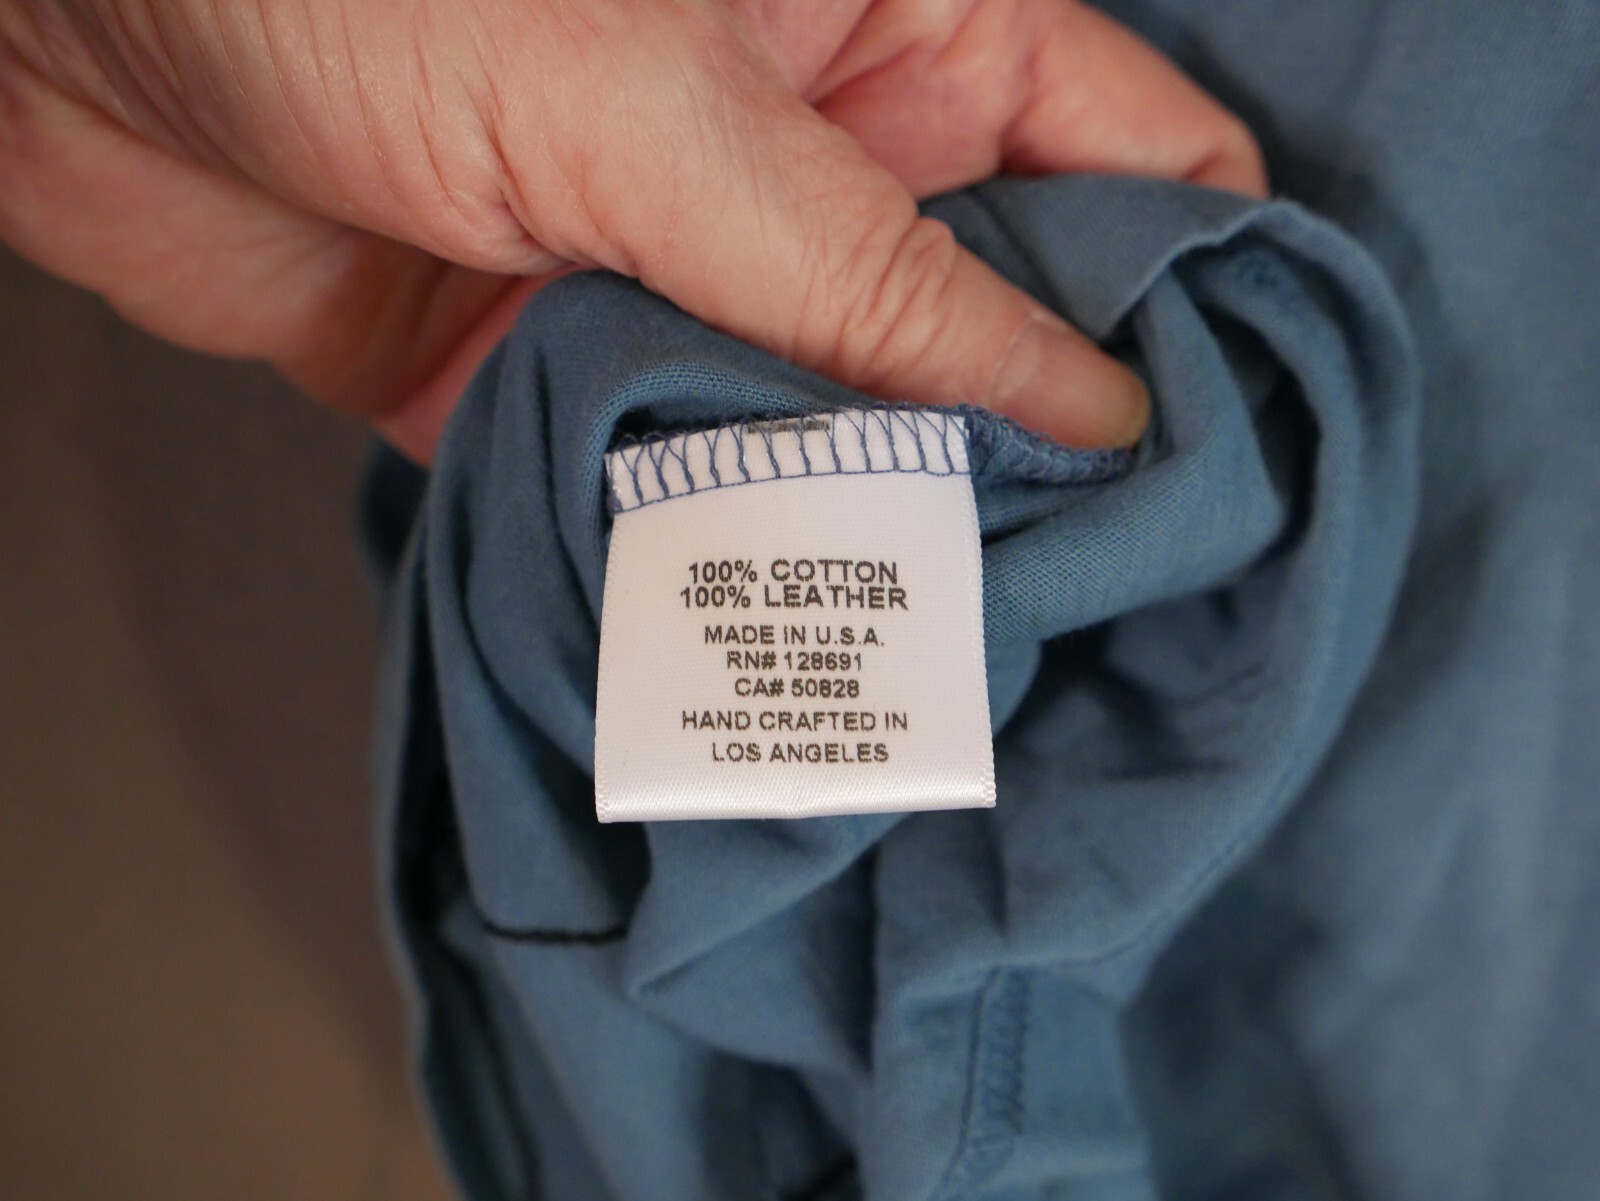 100% COTTON
100% LEATHER
MADE IN U.S.A.
RN# 128691
CA# 50828
HAND CRAFTED IN
LOS ANGELES